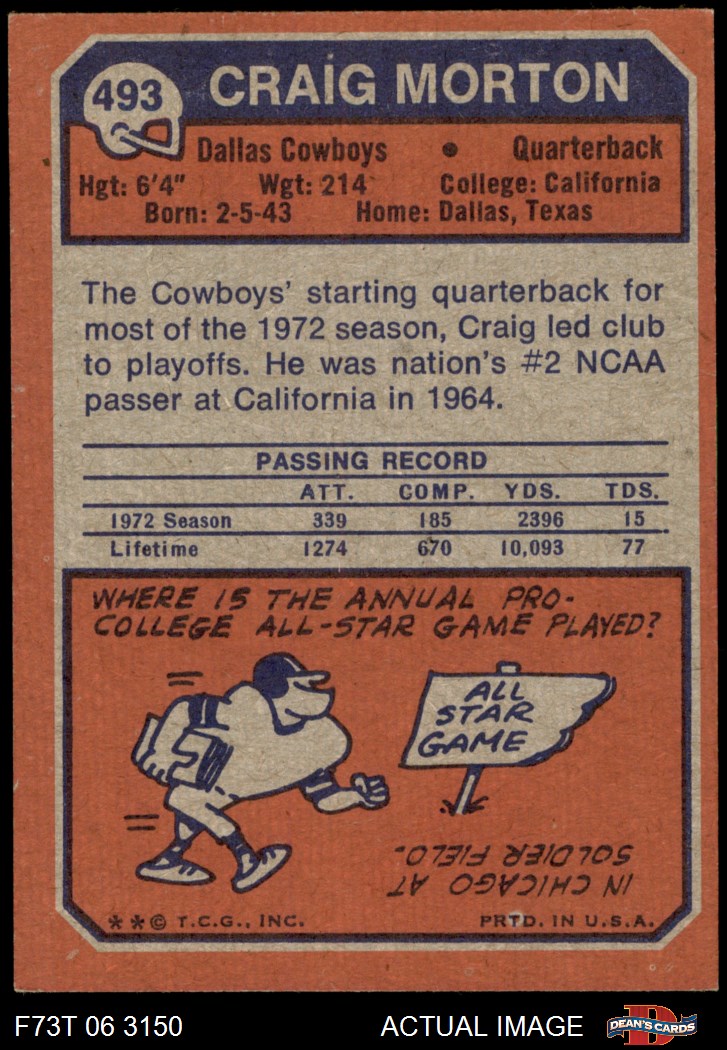 493
CRAIG MORTON
Dallas Cowboys • Quarterback
Hgt: 6'4" Wgt: 214 College: California
Born: 2-5-43 Home: Dallas, Texas
The Cowboys' starting quarterback for
most of the 1972 season, Craig led club
to playoffs. He was nation's #2 NCAA
passer at California in 1964.
PASSING RECORD
ATT. COMP. YDS. TDS.
1972 Season 339 185 2396 15
Lifetime 1274 670 10,093 77
WHERE IS THE ANNUAL PRO-
COLLEGE ALL-STAR GAME PLAYED?
ALL
STAR
GAME
IN CHICAGO AT
SOLDIER FIELD.
**© T.C.G., INC. PRTD. IN U.S.A.
F73T 06 3150 ACTUAL IMAGE D DEAN'S CARDS